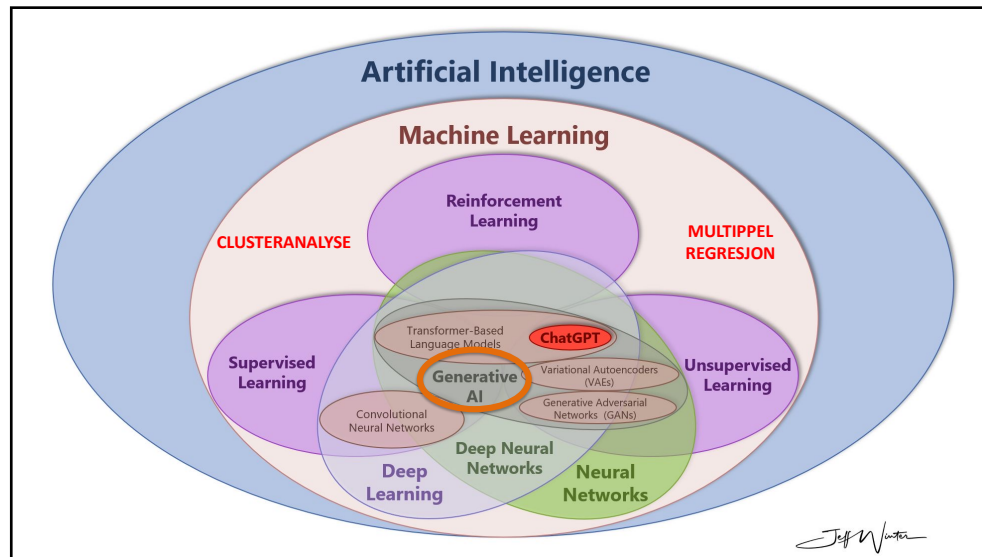 Artificial Intelligence
Machine Learning
Reinforcement
Learning
CLUSTERANALYSE
MULTIPPEL
REGRESJON
Transformer-Based
Language Models
ChatGPT
Supervised
Learning
Generative
AI
Variational Autoencoders
(VAEs)
Unsupervised
Learning
Convolutional
Neural Networks
Generative Adversarial
Networks (GANs)
Deep Neural
Networks
Deep
Learning
Neural
Networks
Jeff Winter